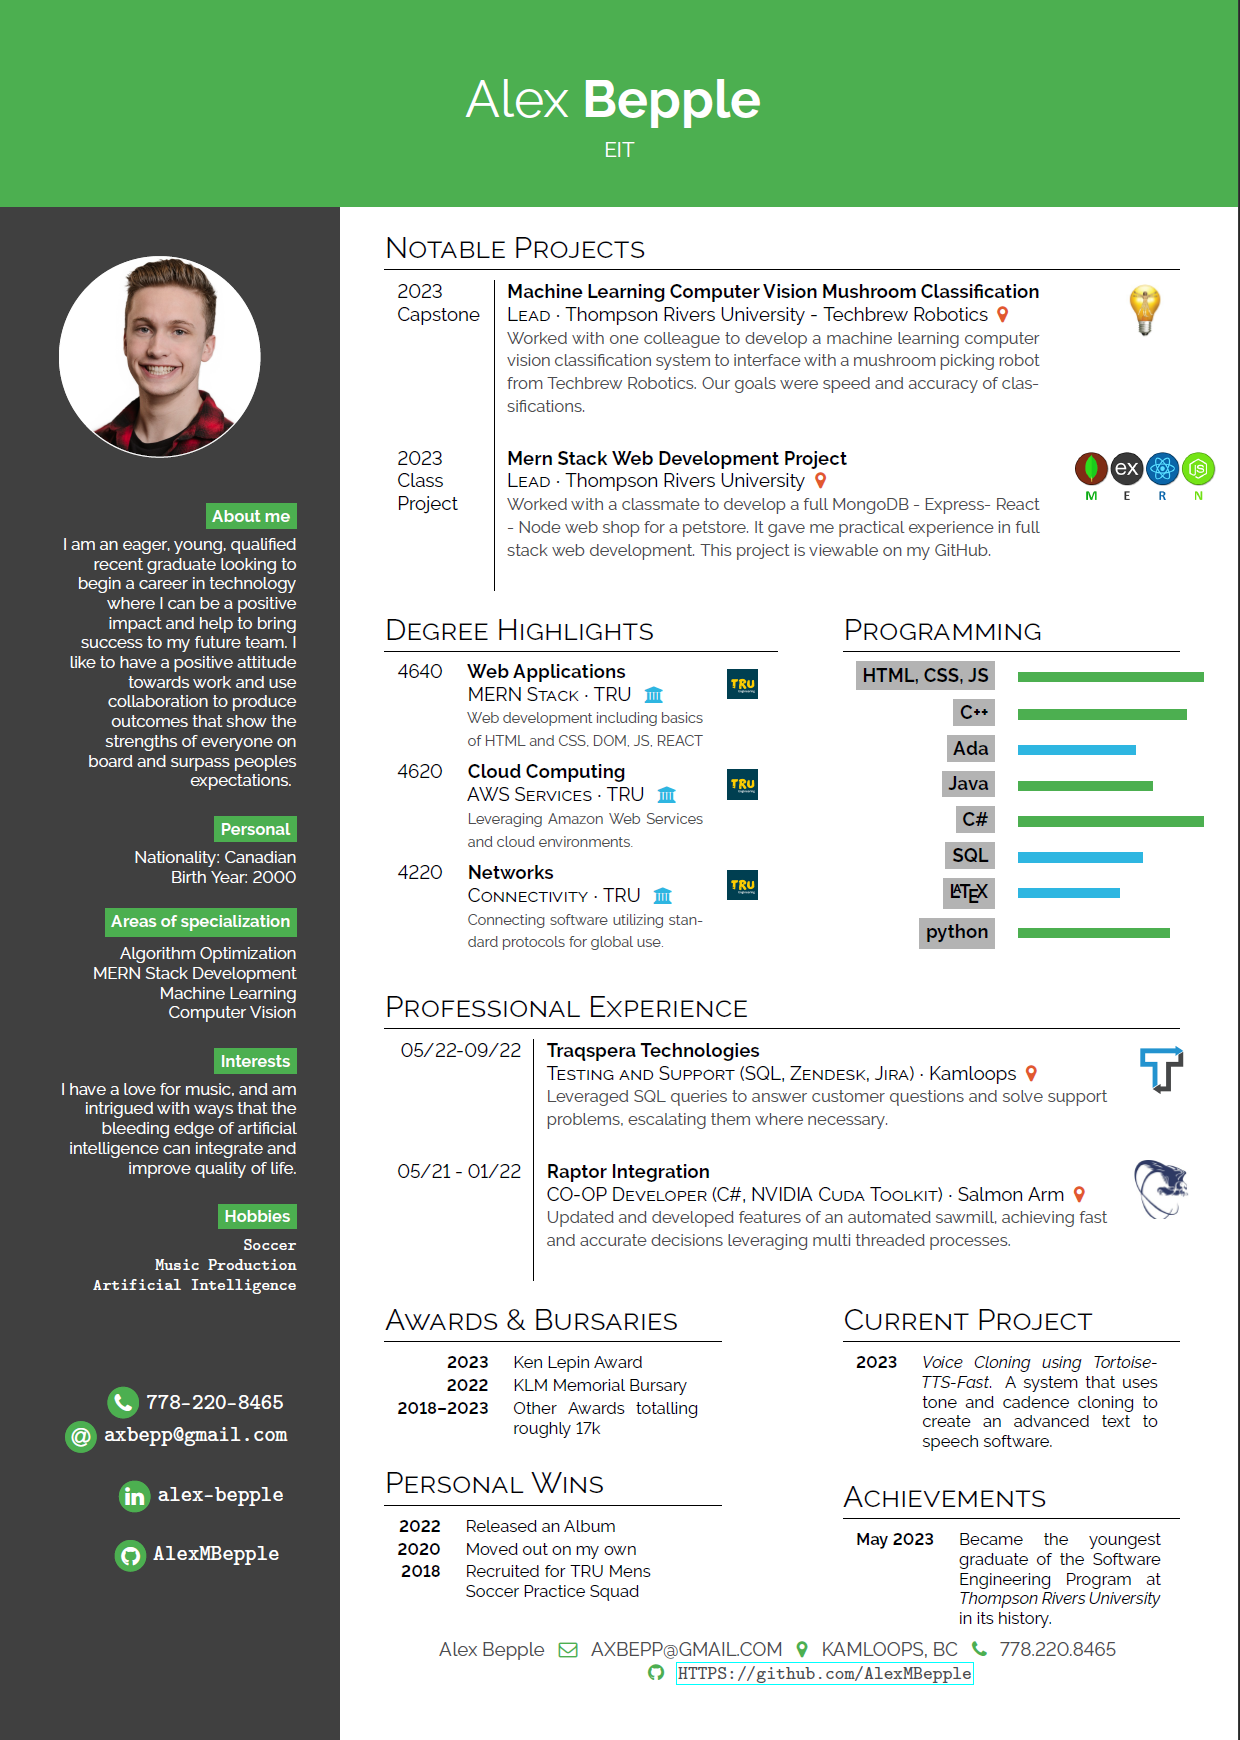 Alex Bepple
EIT
About me
I am an eager, young, qualified
recent graduate looking to
begin a career in technology
where I can be a positive
impact and help to bring
success to my future team. I
like to have a positive attitude
towards work and use
collaboration to produce
outcomes that show the
strengths of everyone on
board and surpass peoples
expectations.
Personal
Nationality: Canadian
Birth Year: 2000
Areas of specialization
Algorithm Optimization
MERN Stack Development
Machine Learning
Computer Vision
Interests
I have a love for music, and am
intrigued with ways that the
bleeding edge of artificial
intelligence can integrate and
improve quality of life.
Hobbies
Soccer
Music Production
Artificial Intelligence
778-220-8465
@ axbepp@gmail.com
in alex-bepple
AlexMBepple
Notable Projects
2023
Capstone
Machine Learning Computer Vision Mushroom Classification
Lead · Thompson Rivers University - Techbrew Robotics
Worked with one colleague to develop a machine learning computer
vision classification system to interface with a mushroom picking robot
from Techbrew Robotics. Our goals were speed and accuracy of clas-
sifications.
2023
Class
Project
Mern Stack Web Development Project
Lead · Thompson Rivers University
Worked with a classmate to develop a full MongoDB - Express- React
- Node web shop for a petstore. It gave me practical experience in full
stack web development. This project is viewable on my GitHub.
ex JS
M E R N
Degree Highlights
4640 Web Applications
MERN Stack · TRU
Web development including basics
of HTML and CSS, DOM, JS, REACT
TRU
Engineering
4620 Cloud Computing
AWS Services · TRU
Leveraging Amazon Web Services
and cloud environments.
TRU
Engineering
4220 Networks
Connectivity · TRU
Connecting software utilizing stan-
dard protocols for global use.
TRU
Engineering
Programming
HTML, CSS, JS
C++
Ada
Java
C#
SQL
LATEX
python
Professional Experience
05/22-09/22 Traqspera Technologies
Testing and Support (SQL, Zendesk, Jira) · Kamloops
Leveraged SQL queries to answer customer questions and solve support
problems, escalating them where necessary.
05/21 - 01/22 Raptor Integration
CO-OP Developer (C#, NVIDIA Cuda Toolkit) · Salmon Arm
Updated and developed features of an automated sawmill, achieving fast
and accurate decisions leveraging multi threaded processes.
Awards & Bursaries
2023 Ken Lepin Award
2022 KLM Memorial Bursary
2018–2023 Other Awards totalling
roughly 17k
Current Project
2023 Voice Cloning using Tortoise-
TTS-Fast. A system that uses
tone and cadence cloning to
create an advanced text to
speech software.
Personal Wins
2022 Released an Album
2020 Moved out on my own
2018 Recruited for TRU Mens
Soccer Practice Squad
Achievements
May 2023 Became the youngest
graduate of the Software
Engineering Program at
Thompson Rivers University
in its history.
Alex Bepple AXBEPP@GMAIL.COM KAMLOOPS, BC 778.220.8465
HTTPS://github.com/AlexMBepple